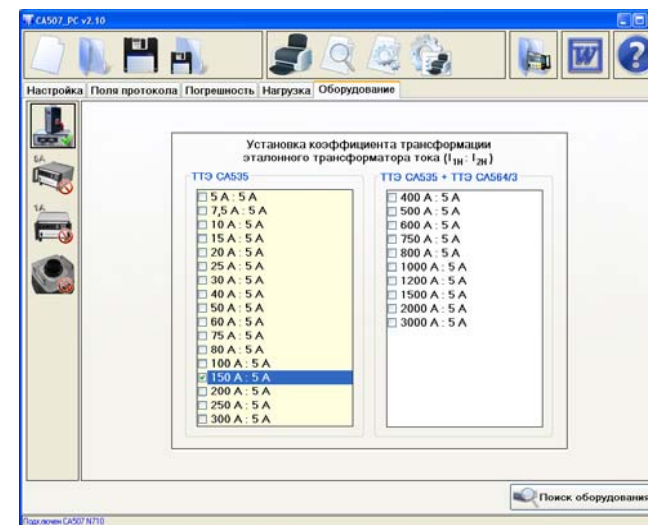 CA507_PC v2.10
W
?
Настройка Поля протокола Погрешность Нагрузка Оборудование
Установка коэффициента трансформации
эталонного трансформатора тока (I1Н : I2Н)
ТТЭ СА535
5 А : 5 А
7,5 А : 5 А
10 А : 5 А
15 А : 5 А
20 А : 5 А
25 А : 5 А
30 А : 5 А
40 А : 5 А
50 А : 5 А
60 А : 5 А
75 А : 5 А
80 А : 5 А
100 А : 5 А
150 А : 5 А
200 А : 5 А
250 А : 5 А
300 А : 5 А
ТТЭ СА535 + ТТЭ СА564/3
400 А : 5 А
500 А : 5 А
600 А : 5 А
750 А : 5 А
800 А : 5 А
1000 А : 5 А
1200 А : 5 А
1500 А : 5 А
2000 А : 5 А
3000 А : 5 А
5А
1А
Поиск оборудования
Подключен СА507 N710